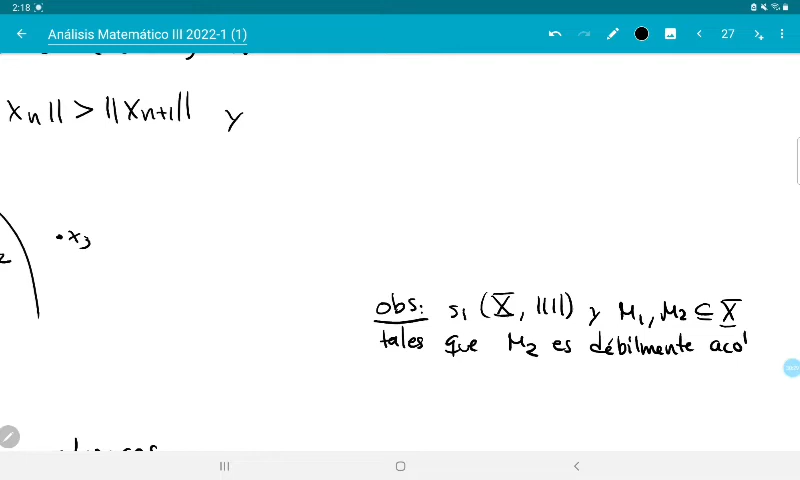 2:18
Análisis Matemático III 2022-1 (1)
27
xₙ|| > ||xₙ₊₁|| y
x₃
2
obs: si (X̅, ||||) y M₁, M₂ ⊆ X̅
tales que M₂ es débilmente aco